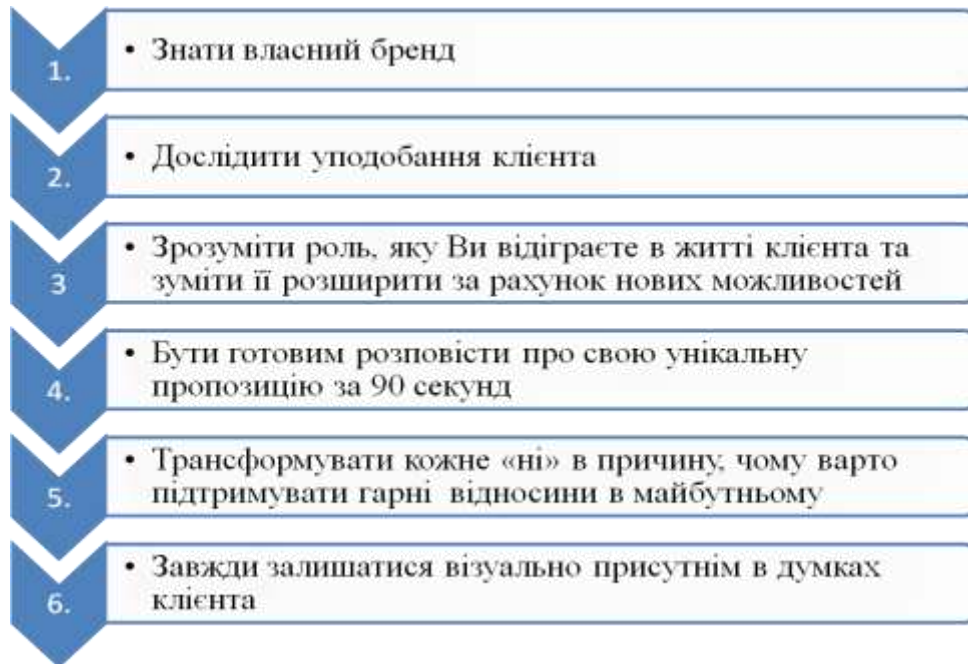 1.
• Знати власний бренд
2.
• Дослідити уподобання клієнта
3
• Зрозуміти роль, яку Ви відіграєте в житті клієнта та
зуміти її розширити за рахунок нових можливостей
4.
• Бути готовим розповісти про свою унікальну
пропозицію за 90 секунд
5.
• Трансформувати кожне «ні» в причину, чому варто
підтримувати гарні відносини в майбутньому
6.
• Завжди залишатися візуально присутнім в думках
клієнта